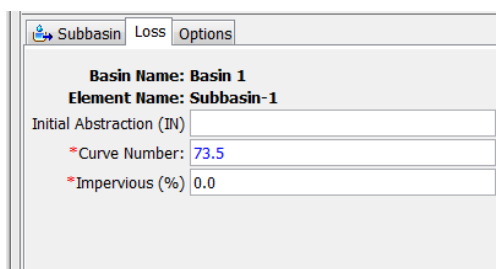 Subbasin Loss Options
Basin Name: Basin 1
Element Name: Subbasin-1
Initial Abstraction (IN)
*Curve Number: 73.5
*Impervious (%) 0.0